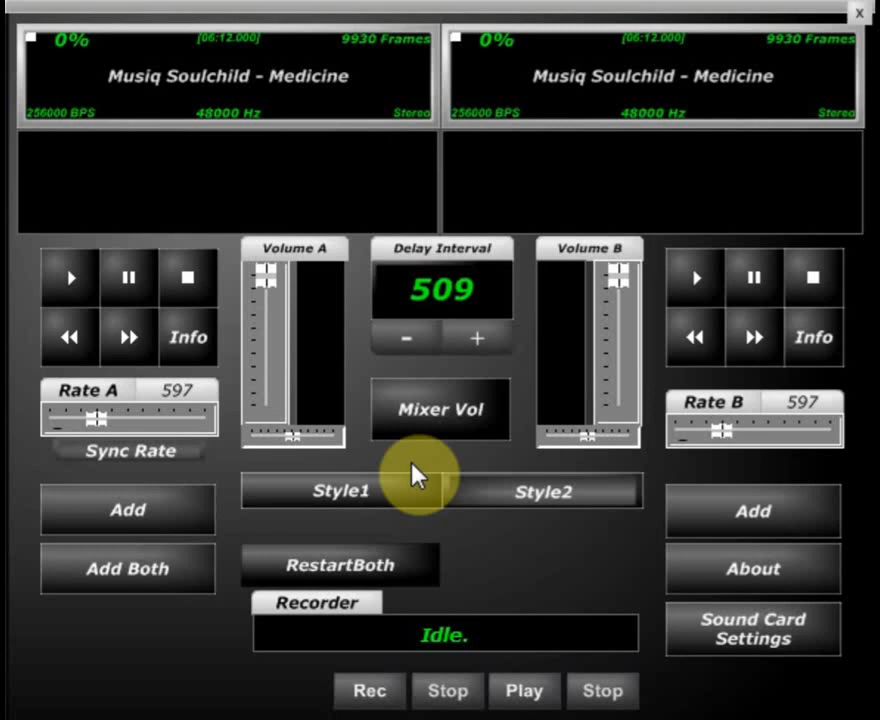 x
0% [06:12.000] 9930 Frames
Musiq Soulchild - Medicine
256000 BPS 48000 Hz Stereo
0% [06:12.000] 9930 Frames
Musiq Soulchild - Medicine
256000 BPS 48000 Hz Stereo
Volume A
Delay Interval
Volume B
509
- +
Info
Info
Rate A 597
Mixer Vol
Rate B 597
Sync Rate
Style1 Style2
Add
Add
Add Both
RestartBoth
About
Recorder
Idle.
Sound Card
Settings
Rec Stop Play Stop